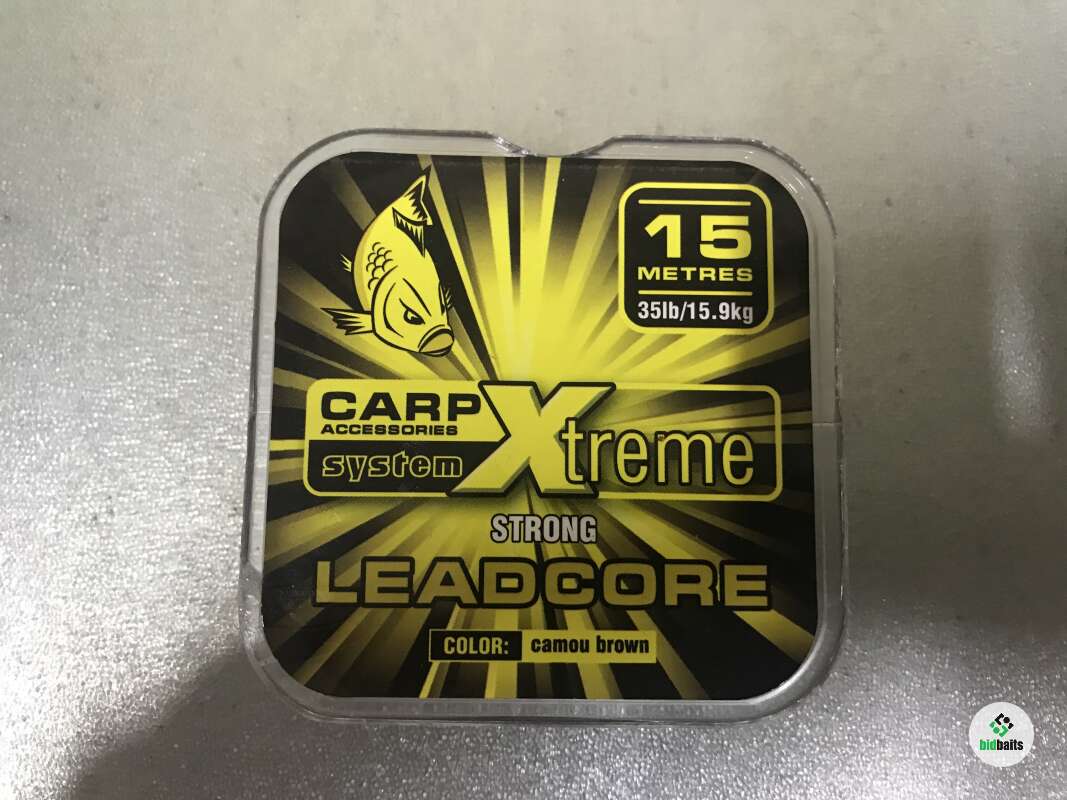 15
METRES
35lb/15.9kg
CARP
ACCESSORIES
system
Xtreme
STRONG
LEADCORE
COLOR: camou brown
bidbaits